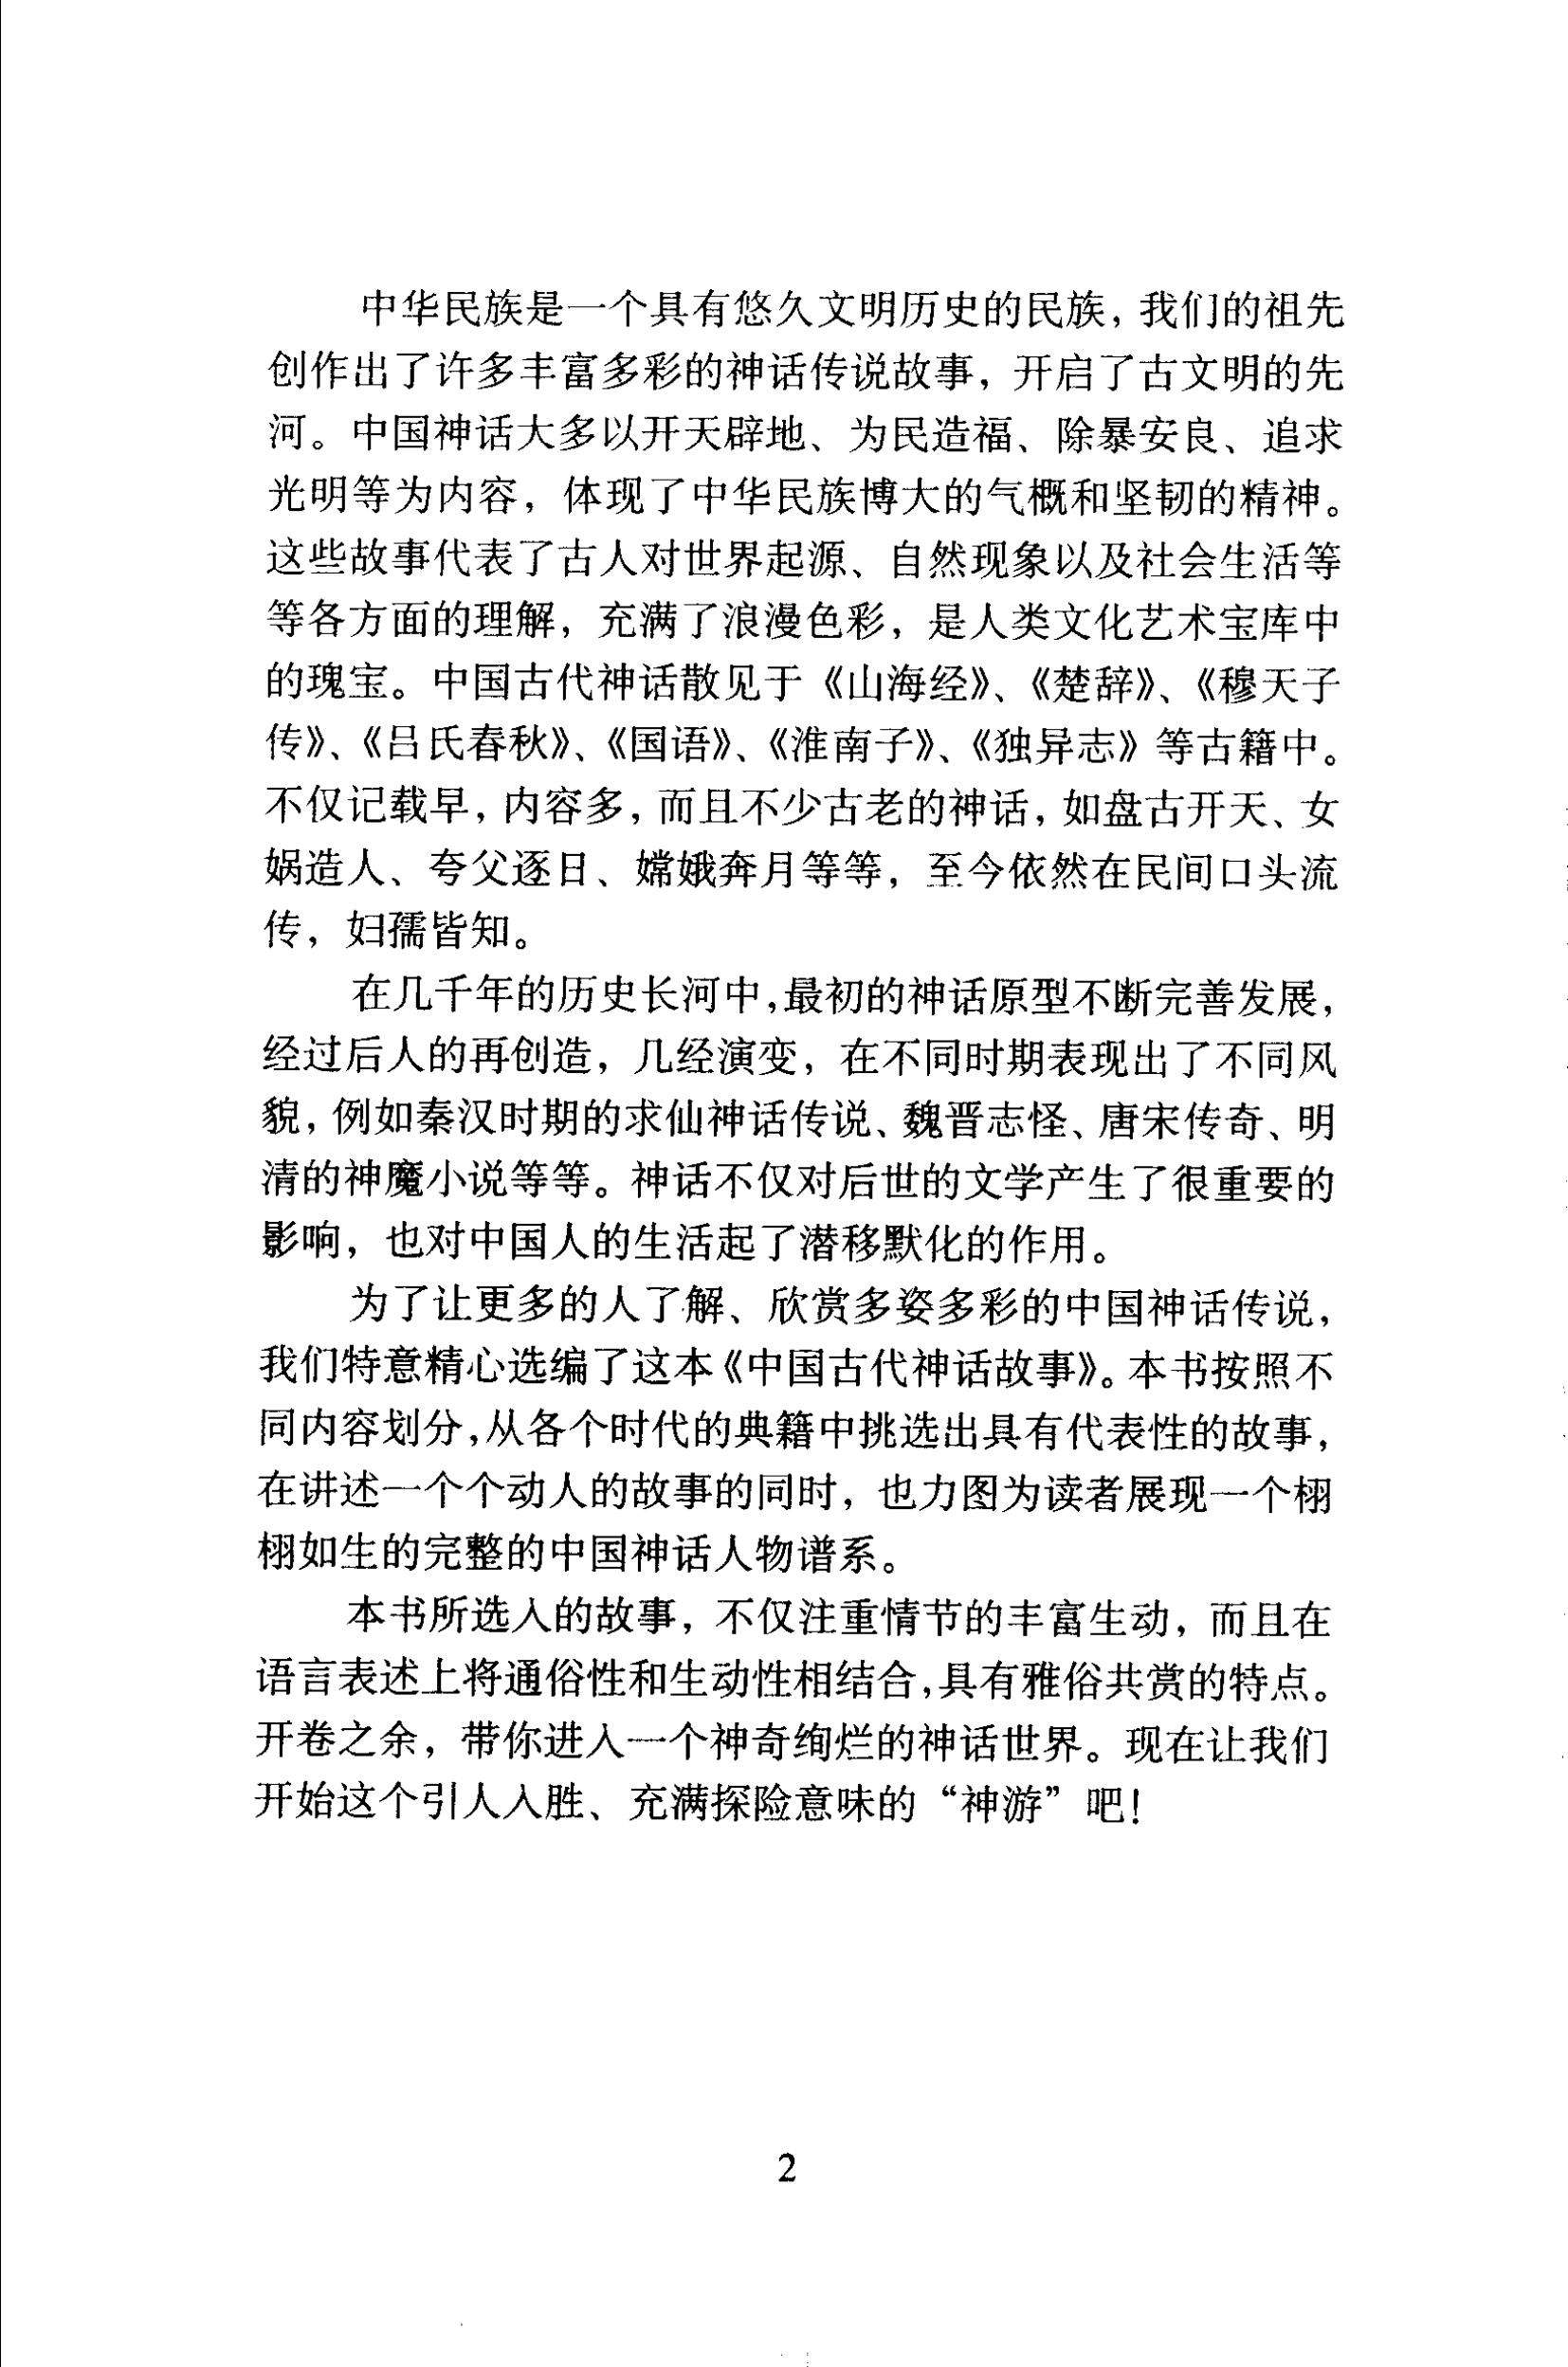 中华民族是一个具有悠久文明历史的民族，我们的祖先
创作出了许多丰富多彩的神话传说故事，开启了古文明的先
河。中国神话大多以开天辟地、为民造福、除暴安良、追求
光明等为内容，体现了中华民族博大的气概和坚韧的精神。
这些故事代表了古人对世界起源、自然现象以及社会生活等
等各方面的理解，充满了浪漫色彩，是人类文化艺术宝库中
的瑰宝。中国古代神话散见于《山海经》、《楚辞》、《穆天子
传》、《吕氏春秋》、《国语》、《淮南子》、《独异志》等古籍中。
不仅记载早，内容多，而且不少古老的神话，如盘古开天、女
娲造人、夸父逐日、嫦娥奔月等等，至今依然在民间口头流
传，妇孺皆知。
在几千年的历史长河中，最初的神话原型不断完善发展，
经过后人的再创造，几经演变，在不同时期表现出了不同风
貌，例如秦汉时期的求仙神话传说、魏晋志怪、唐宋传奇、明
清的神魔小说等等。神话不仅对后世的文学产生了很重要的
影响，也对中国人的生活起了潜移默化的作用。
为了让更多的人了解、欣赏多姿多彩的中国神话传说，
我们特意精心选编了这本《中国古代神话故事》。本书按照不
同内容划分，从各个时代的典籍中挑选出具有代表性的故事，
在讲述一个个动人的故事的同时，也力图为读者展现一个栩
栩如生的完整的中国神话人物谱系。
本书所选入的故事，不仅注重情节的丰富生动，而且在
语言表述上将通俗性和生动性相结合，具有雅俗共赏的特点。
开卷之余，带你进入一个神奇绚烂的神话世界。现在让我们
开始这个引人入胜、充满探险意味的“神游”吧！
2